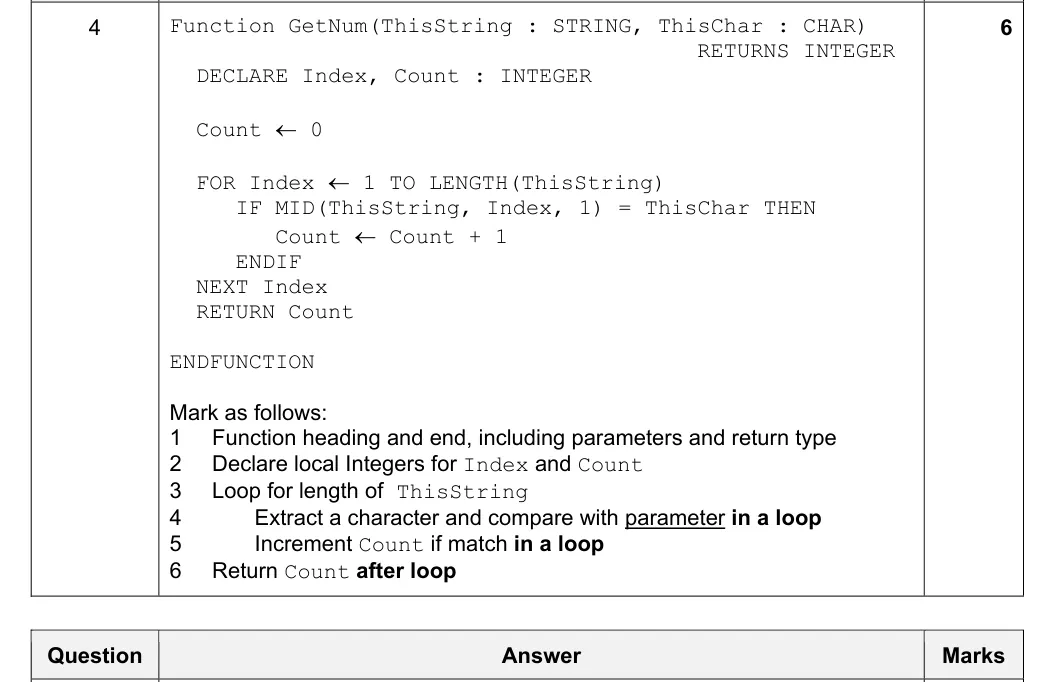 4
Function GetNum(ThisString : STRING, ThisChar : CHAR)
6
RETURNS INTEGER
DECLARE Index, Count : INTEGER
Count ← 0
FOR Index ← 1 TO LENGTH(ThisString)
IF MID(ThisString, Index, 1) = ThisChar THEN
Count ← Count + 1
ENDIF
NEXT Index
RETURN Count
ENDFUNCTION
Mark as follows:
1 Function heading and end, including parameters and return type
2 Declare local Integers for Index and Count
3 Loop for length of ThisString
4 Extract a character and compare with parameter in a loop
5 Increment Count if match in a loop
6 Return Count after loop
Question Answer Marks